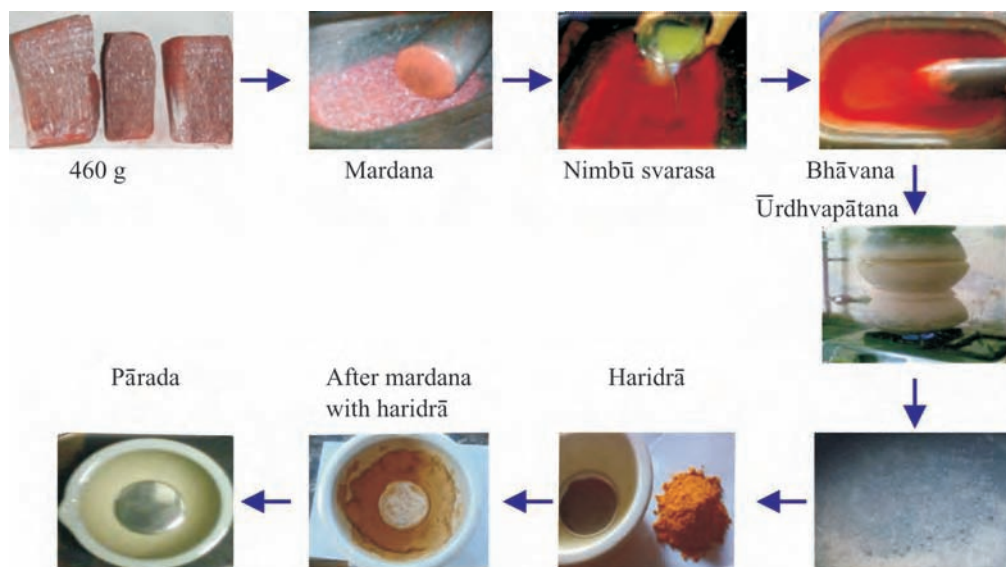 460 g
Mardana
Nimbū svarasa
Bhāvana
Ūrdhvapātana
Pārada
After mardana
with haridrā
Haridrā